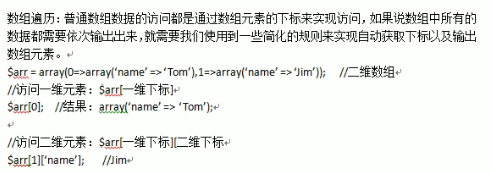 数组遍历：普通数组数据的访问都是通过数组元素的下标来实现访问，如果说数组中所有的
数据都需要依次输出出来，就需要我们使用到一些简化的规则来实现自动获取下标以及输出
数组元素。
$arr = array(0=>array(‘name’ => ‘Tom’),1=>array(‘name’ => ‘Jim’));    //二维数组
//访问一维元素：$arr[一维下标]
$arr[0];    //结果：array(‘name’ => ‘Tom’);
//访问二维元素：$arr[一维下标][二维下标
$arr[1][‘name’];    //Jim